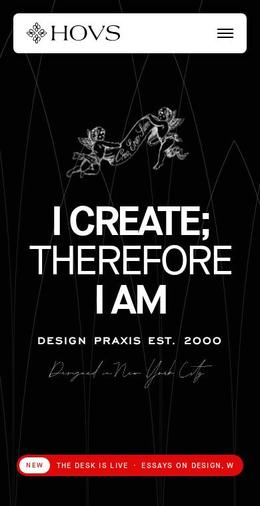 HOVS
I CREATE;
THEREFORE
I AM
DESIGN PRAXIS EST. 2000
Designed in New York City
NEW THE DESK IS LIVE · ESSAYS ON DESIGN, W